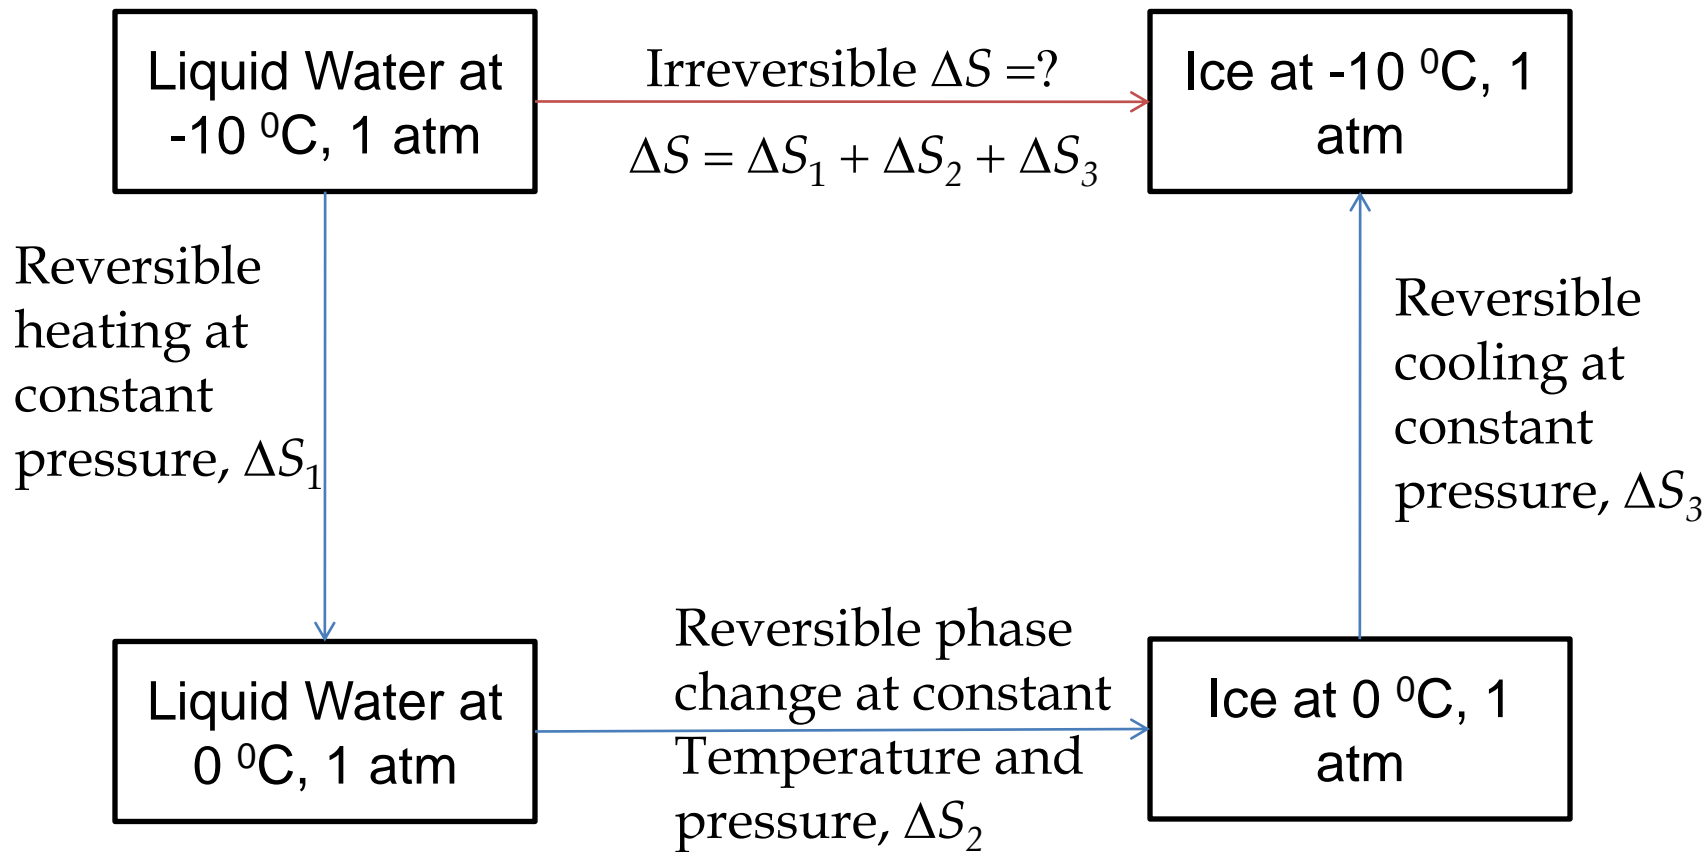 Liquid Water at
-10 ⁰C, 1 atm
Irreversible ΔS =?
ΔS = ΔS₁ + ΔS₂ + ΔS₃
Ice at -10 ⁰C, 1
atm
Reversible
heating at
constant
pressure, ΔS₁
Reversible
cooling at
constant
pressure, ΔS₃
Liquid Water at
0 ⁰C, 1 atm
Reversible phase
change at constant
Temperature and
pressure, ΔS₂
Ice at 0 ⁰C, 1
atm